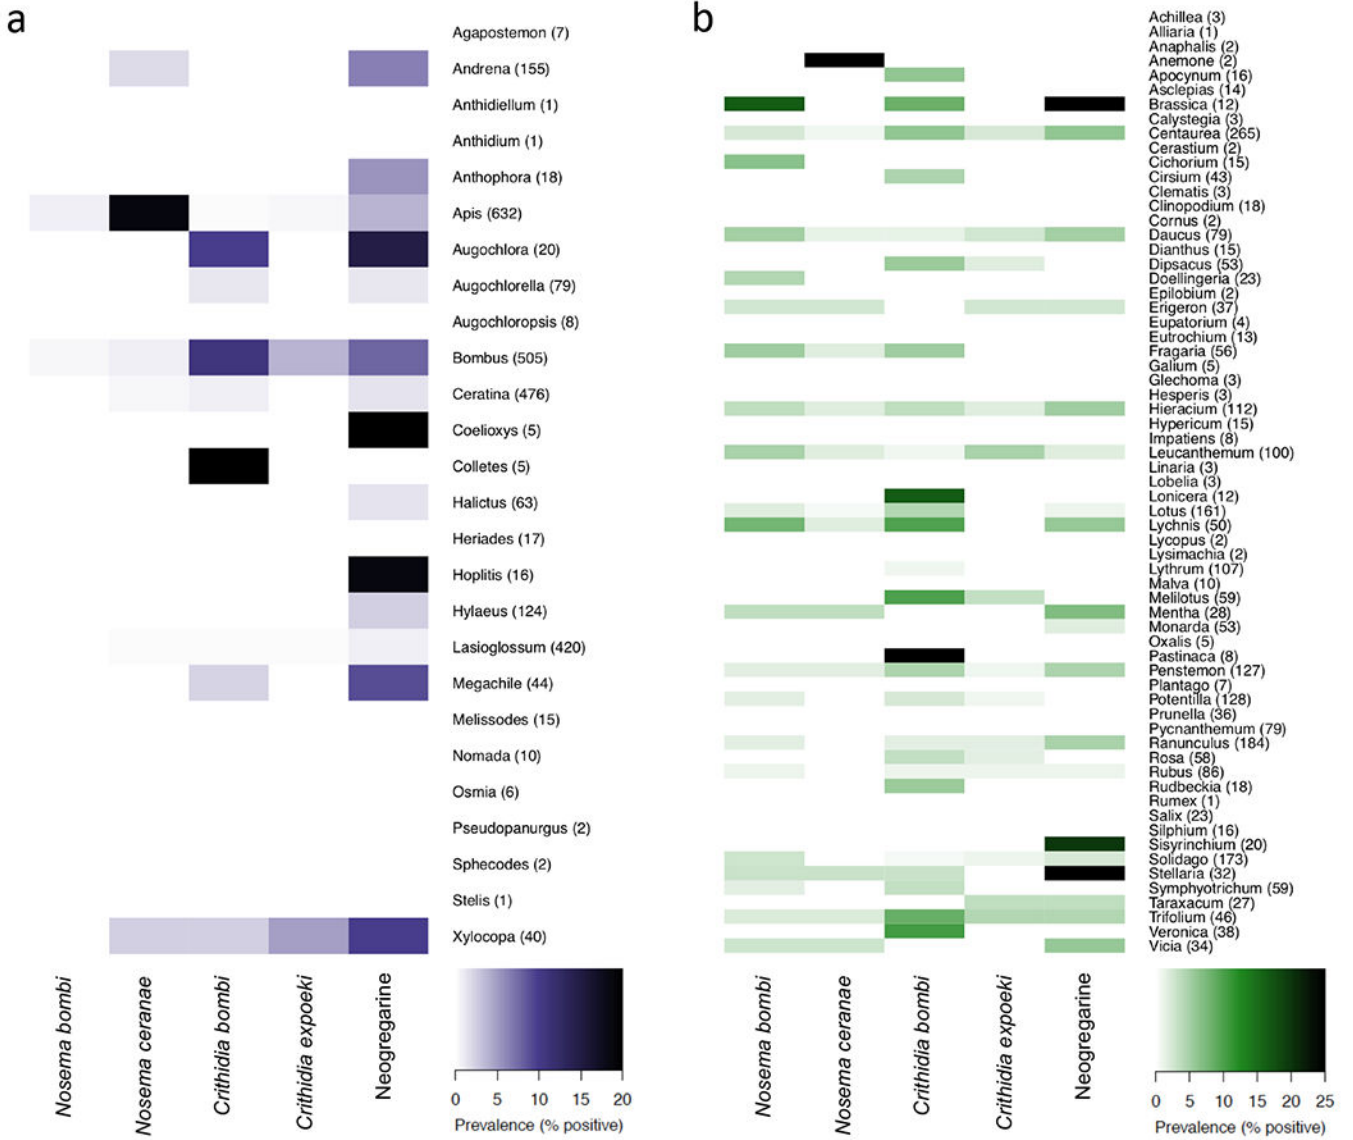 a
Agapostemon (7)
Andrena (155)
Anthidiellum (1)
Anthidium (1)
Anthophora (18)
Apis (632)
Augochlora (20)
Augochlorella (79)
Augochloropsis (8)
Bombus (505)
Ceratina (476)
Coelioxys (5)
Colletes (5)
Halictus (63)
Heriades (17)
Hoplitis (16)
Hylaeus (124)
Lasioglossum (420)
Megachile (44)
Melissodes (15)
Nomada (10)
Osmia (6)
Pseudopanurgus (2)
Sphecodes (2)
Stelis (1)
Xylocopa (40)
Nosema bombi
Nosema ceranae
Crithidia bombi
Crithidia expoeki
Neogregarine
0 5 10 15 20
Prevalence (% positive)
b
Achillea (3)
Alliaria (1)
Anaphalis (2)
Anemone (2)
Apocynum (16)
Asclepias (14)
Brassica (12)
Calystegia (3)
Centaurea (265)
Cerastium (2)
Cichorium (15)
Cirsium (43)
Clematis (3)
Clinopodium (18)
Cornus (2)
Daucus (79)
Dianthus (15)
Dipsacus (53)
Doellingeria (23)
Epilobium (2)
Erigeron (37)
Eupatorium (4)
Eutrochium (13)
Fragaria (56)
Galium (5)
Glechoma (3)
Hesperis (3)
Hieracium (112)
Hypericum (15)
Impatiens (8)
Leucanthemum (100)
Linaria (3)
Lobelia (3)
Lonicera (12)
Lotus (161)
Lychnis (50)
Lycopus (2)
Lysimachia (2)
Lythrum (107)
Malva (10)
Melilotus (59)
Mentha (28)
Monarda (53)
Oxalis (5)
Pastinaca (8)
Penstemon (127)
Plantago (7)
Potentilla (128)
Prunella (36)
Pycnanthemum (79)
Ranunculus (184)
Rosa (58)
Rubus (86)
Rudbeckia (18)
Rumex (1)
Salix (23)
Silphium (16)
Sisyrinchium (20)
Solidago (173)
Stellaria (32)
Symphyotrichum (59)
Taraxacum (27)
Trifolium (46)
Veronica (38)
Vicia (34)
Nosema bombi
Nosema ceranae
Crithidia bombi
Crithidia expoeki
Neogregarine
0 5 10 15 20 25
Prevalence (% positive)